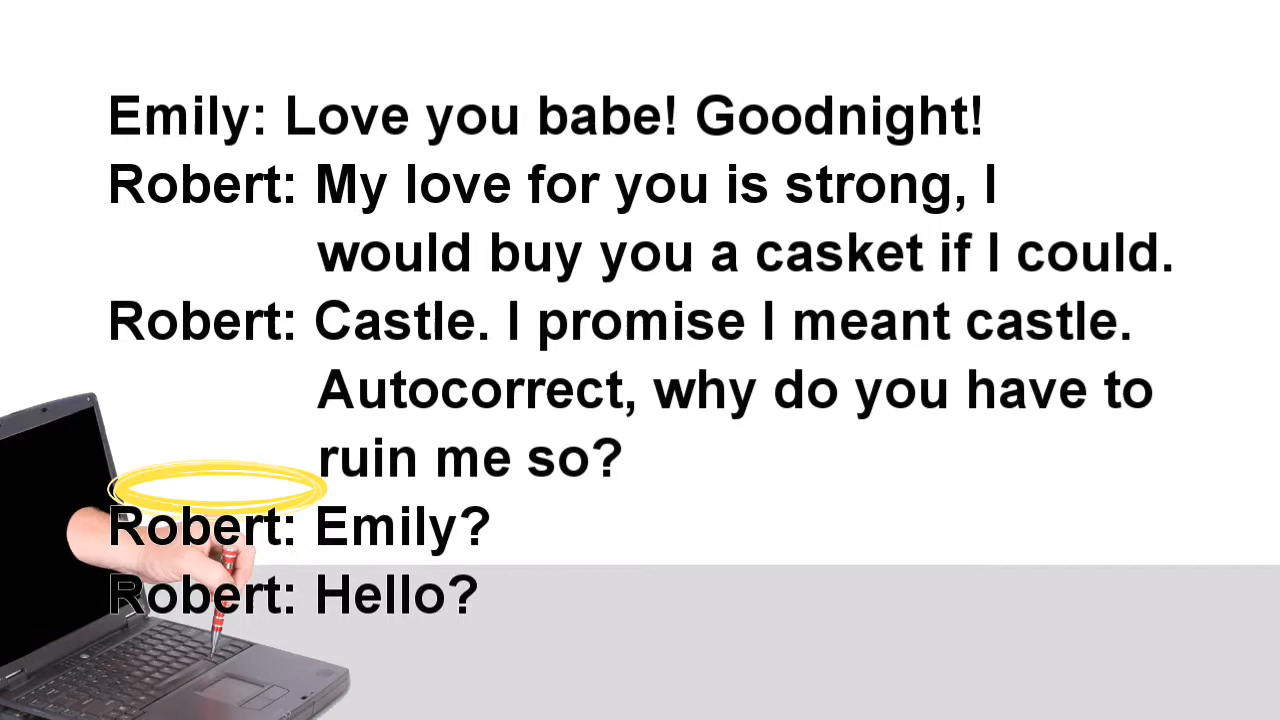 Emily: Love you babe! Goodnight!
Robert: My love for you is strong, I
would buy you a casket if I could.
Robert: Castle. I promise I meant castle.
Autocorrect, why do you have to
ruin me so?
Robert: Emily?
Robert: Hello?